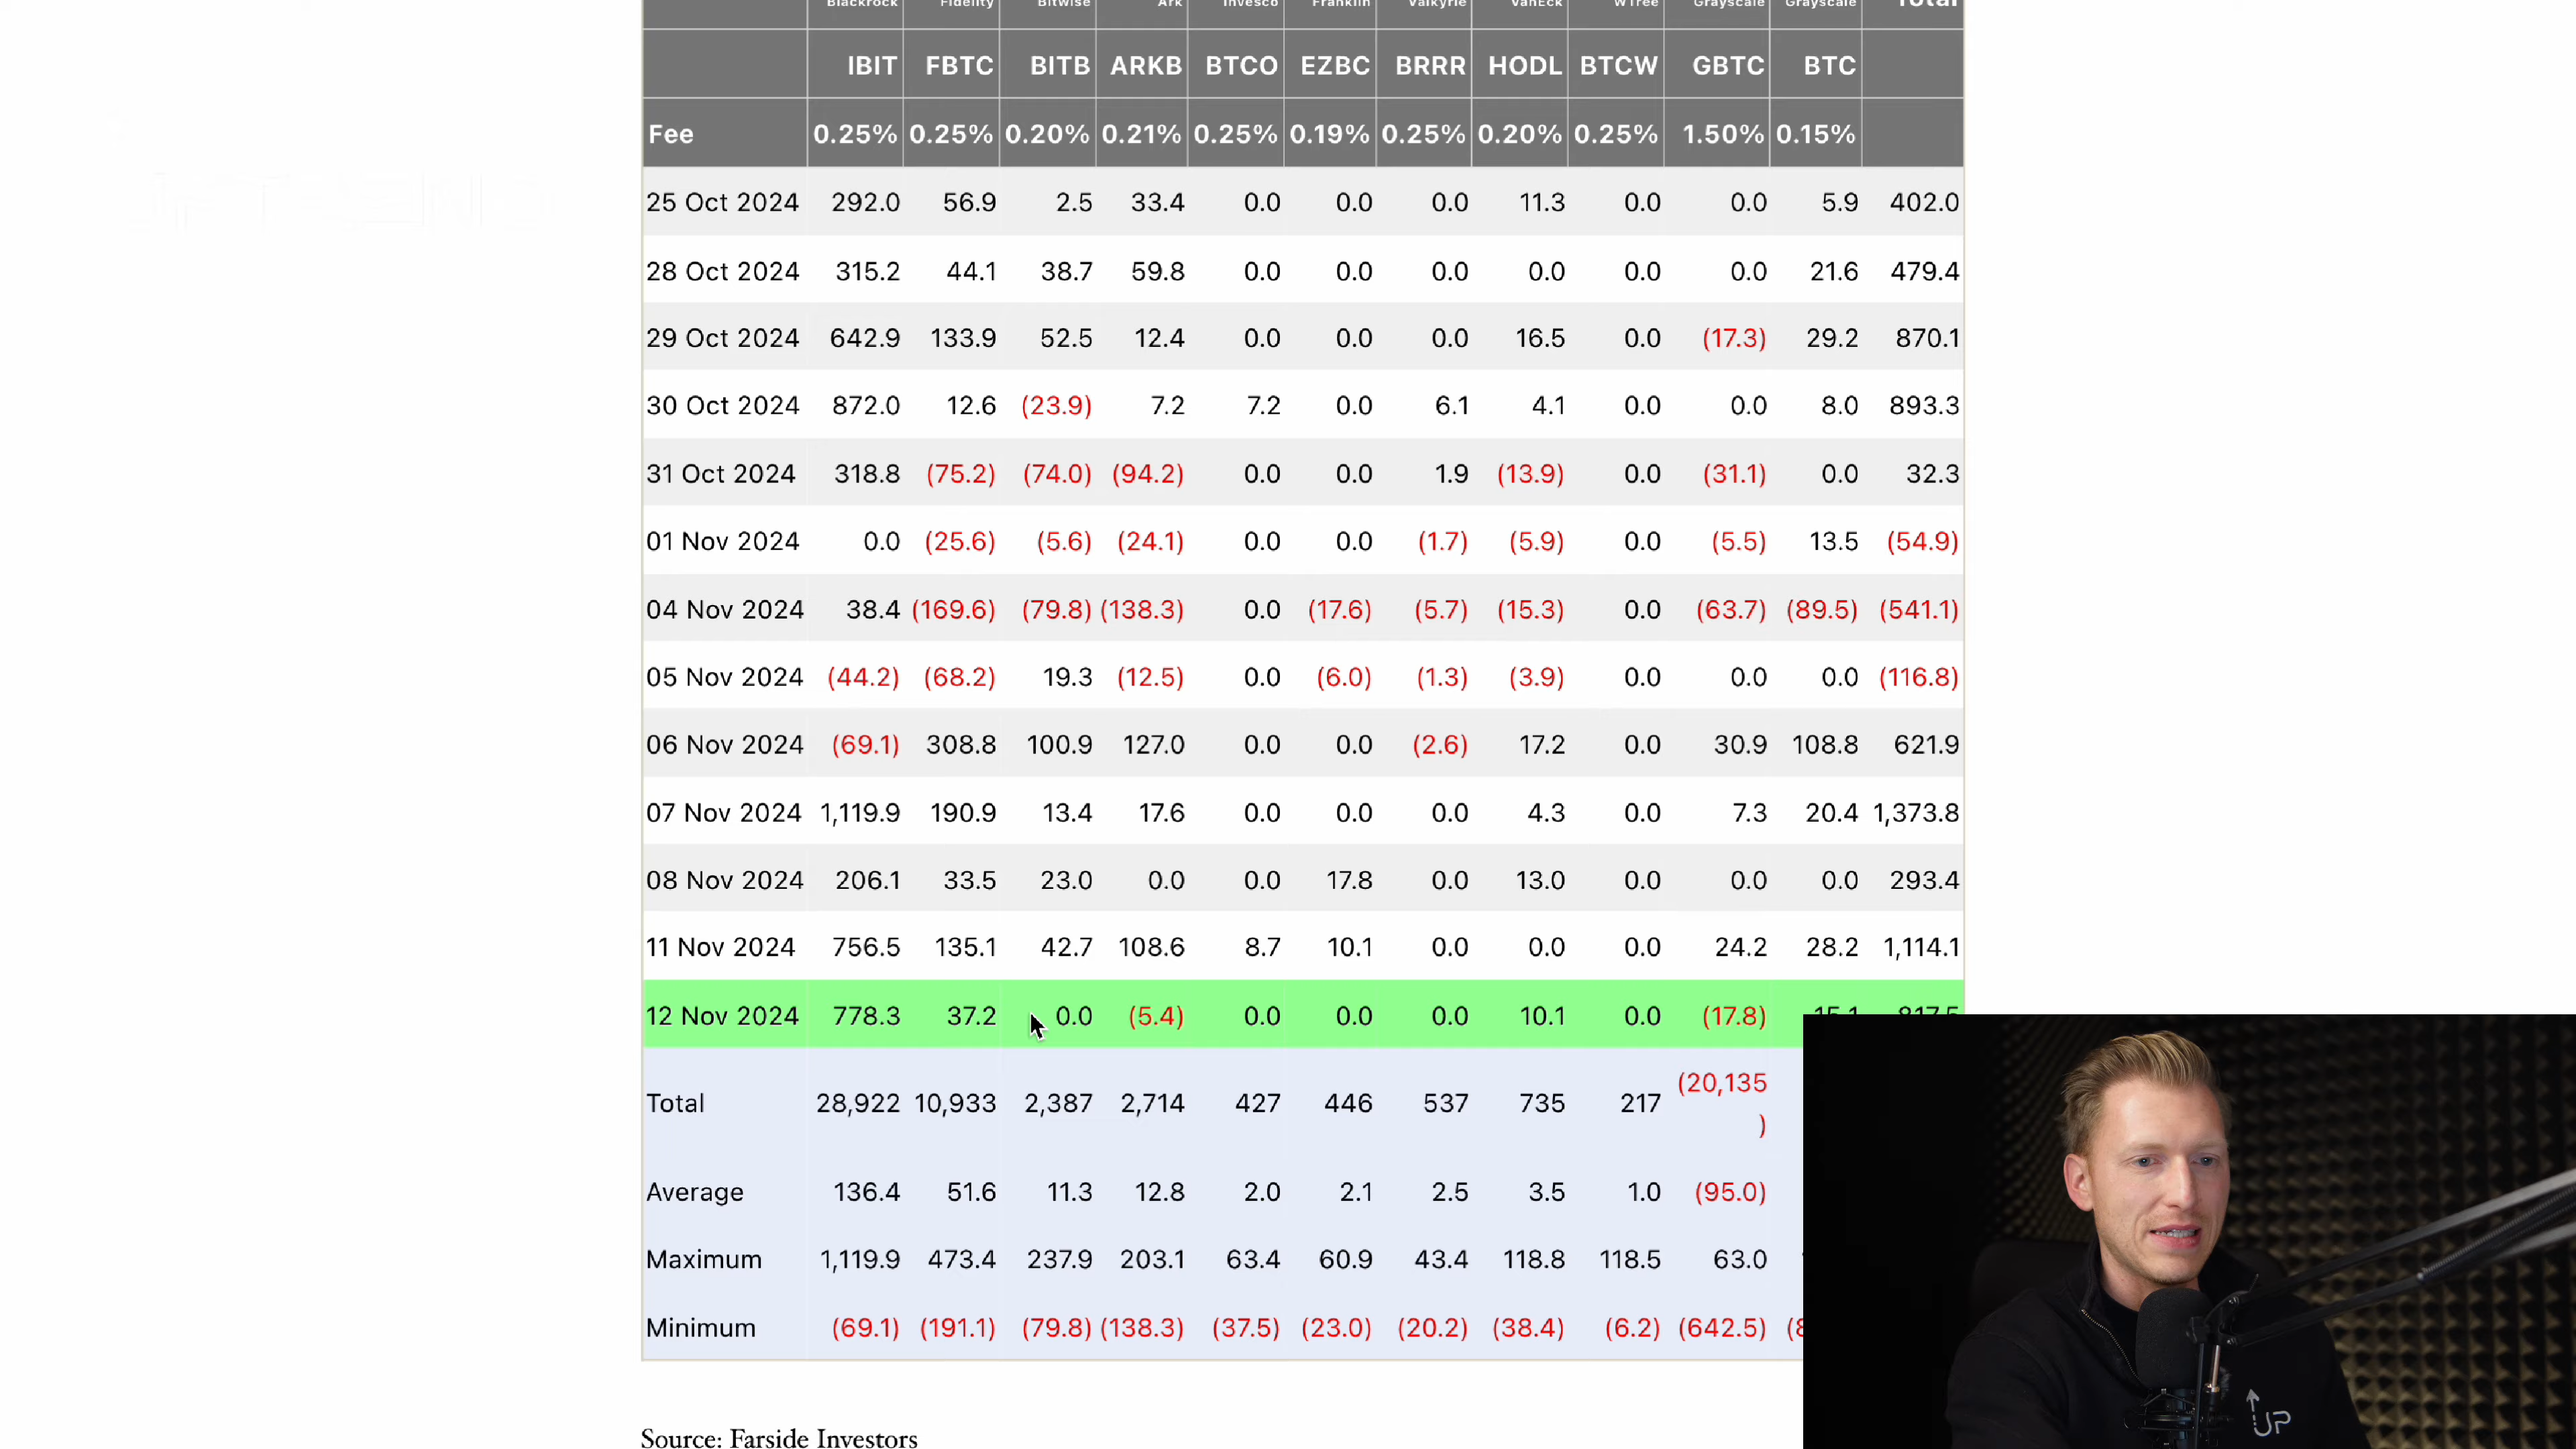 Blackrock Fidelity Bitwise Ark Invesco Franklin Valkyrie VanEck WTree Grayscale Grayscale Total
IBIT FBTC BITB ARKB BTCO EZBC BRRR HODL BTCW GBTC BTC
Fee 0.25% 0.25% 0.20% 0.21% 0.25% 0.19% 0.25% 0.20% 0.25% 1.50% 0.15%
25 Oct 2024 292.0 56.9 2.5 33.4 0.0 0.0 0.0 11.3 0.0 0.0 5.9 402.0
28 Oct 2024 315.2 44.1 38.7 59.8 0.0 0.0 0.0 0.0 0.0 0.0 21.6 479.4
29 Oct 2024 642.9 133.9 52.5 12.4 0.0 0.0 0.0 16.5 0.0 (17.3) 29.2 870.1
30 Oct 2024 872.0 12.6 (23.9) 7.2 7.2 0.0 6.1 4.1 0.0 0.0 8.0 893.3
31 Oct 2024 318.8 (75.2) (74.0) (94.2) 0.0 0.0 1.9 (13.9) 0.0 (31.1) 0.0 32.3
01 Nov 2024 0.0 (25.6) (5.6) (24.1) 0.0 0.0 (1.7) (5.9) 0.0 (5.5) 13.5 (54.9)
04 Nov 2024 38.4 (169.6) (79.8) (138.3) 0.0 (17.6) (5.7) (15.3) 0.0 (63.7) (89.5) (541.1)
05 Nov 2024 (44.2) (68.2) 19.3 (12.5) 0.0 (6.0) (1.3) (3.9) 0.0 0.0 0.0 (116.8)
06 Nov 2024 (69.1) 308.8 100.9 127.0 0.0 0.0 (2.6) 17.2 0.0 30.9 108.8 621.9
07 Nov 2024 1,119.9 190.9 13.4 17.6 0.0 0.0 0.0 4.3 0.0 7.3 20.4 1,373.8
08 Nov 2024 206.1 33.5 23.0 0.0 0.0 17.8 0.0 13.0 0.0 0.0 0.0 293.4
11 Nov 2024 756.5 135.1 42.7 108.6 8.7 10.1 0.0 0.0 0.0 24.2 28.2 1,114.1
12 Nov 2024 778.3 37.2 0.0 (5.4) 0.0 0.0 0.0 10.1 0.0 (17.8) 15.1 817.5
Total 28,922 10,933 2,387 2,714 427 446 537 735 217 (20,135
)
Average 136.4 51.6 11.3 12.8 2.0 2.1 2.5 3.5 1.0 (95.0)
Maximum 1,119.9 473.4 237.9 203.1 63.4 60.9 43.4 118.8 118.5 63.0
Minimum (69.1) (191.1) (79.8) (138.3) (37.5) (23.0) (20.2) (38.4) (6.2) (642.5)
Source: Farside Investors
UP